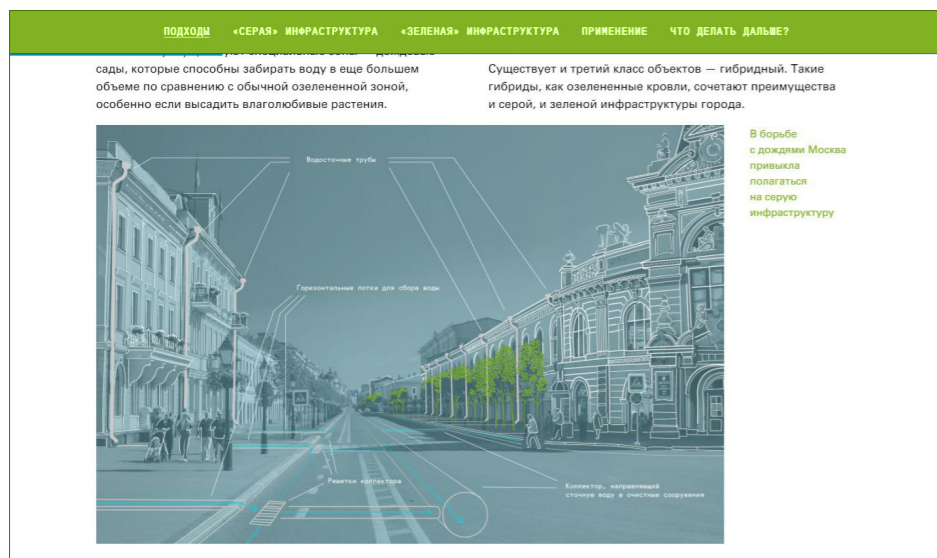 ПОДХОДЫ «СЕРАЯ» ИНФРАСТРУКТУРА «ЗЕЛЕНАЯ» ИНФРАСТРУКТУРА ПРИМЕНЕНИЕ ЧТО ДЕЛАТЬ ДАЛЬШЕ?
сады, которые способны забирать воду в еще большем
объеме по сравнению с обычной озелененной зоной,
особенно если высадить влаголюбивые растения.
Существует и третий класс объектов — гибридный. Такие
гибриды, как озелененные кровли, сочетают преимущества
и серой, и зеленой инфраструктуры города.
Водосточные трубы
Горизонтальные лотки для сбора воды
Решетки коллектора
Коллектор, направляющий
сточную воду в очистные сооружения
В борьбе
с дождями Москва
привыкла
полагаться
на серую
инфраструктуру